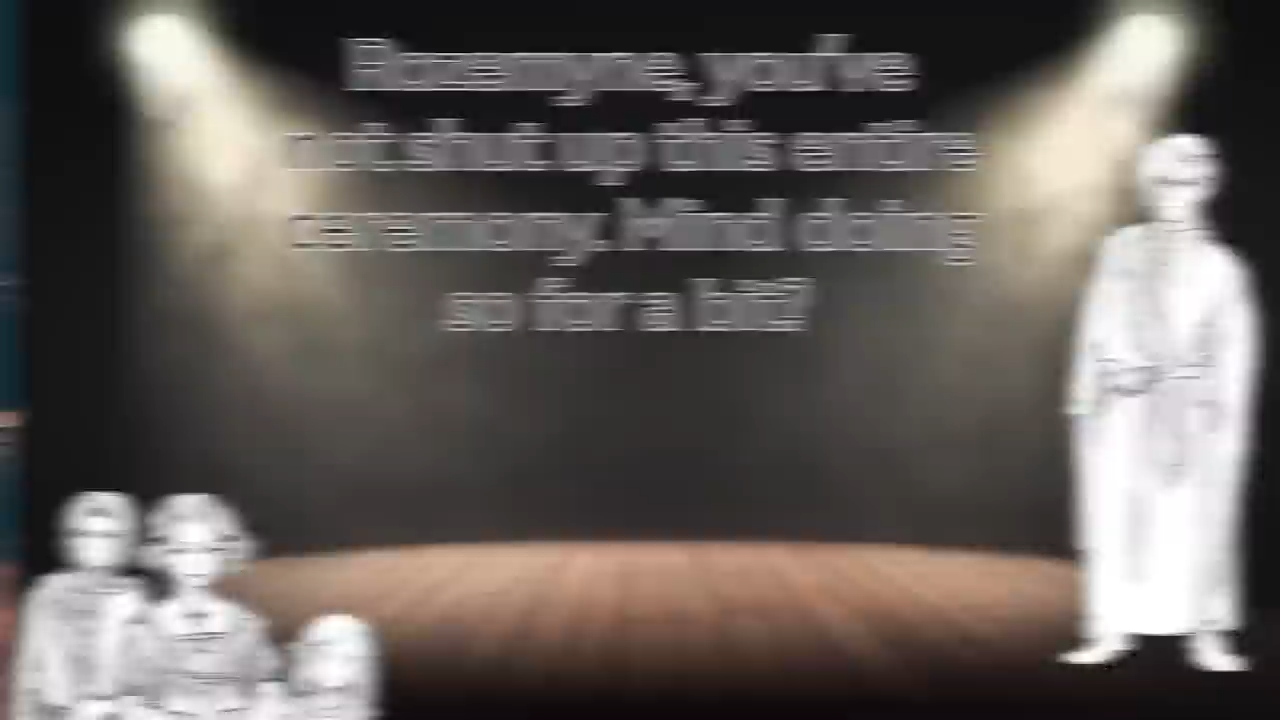 Rozemyne, you've
not shut up this entire
ceremony. Mind doing
so for a bit?